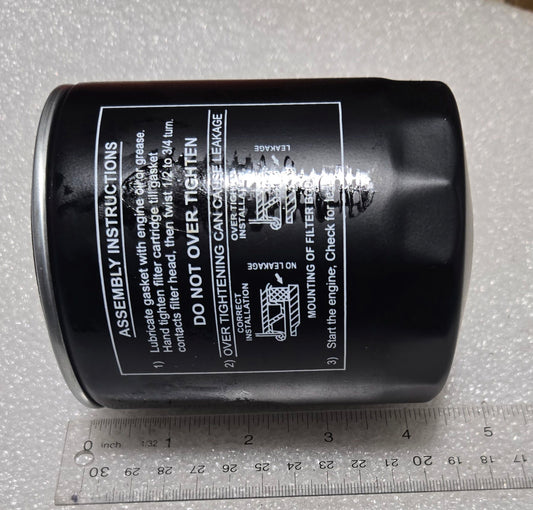 ASSEMBLY INSTRUCTIONS
1) Lubricate gasket with engine oil or grease.
Hand tighten filter cartridge till gasket
contacts filter head, then twist 1/2 to 3/4 turn.
DO NOT OVER TIGHTEN
2) OVER TIGHTENING CAN CAUSE LEAKAGE
CORRECT
INSTALLATION
NO LEAKAGE
OVER
LEAKAGE
MOUNTING OF FILTER
3) Start the engine, Check for
0 inch 1:32 1 2 3 4 5
30 29 28 27 26 25 24 23 22 21 20 19 18 17